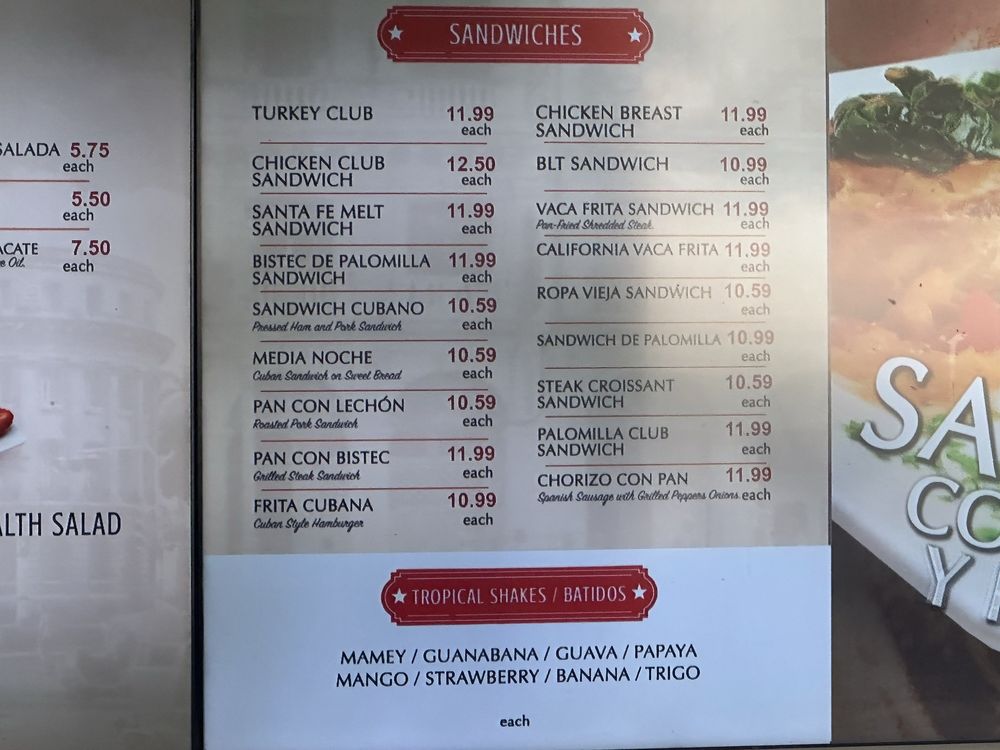 SALADA 5.75
each
5.50
each
7.50
Oil.
each
ALTH SALAD
SANDWICHES
TURKEY CLUB 11.99
each
CHICKEN CLUB 12.50
SANDWICH each
SANTA FE MELT 11.99
SANDWICH each
BISTEC DE PALOMILLA 11.99
SANDWICH each
SANDWICH CUBANO 10.59
Pressed Ham and Pork Sandwich each
MEDIA NOCHE 10.59
Cuban Sandwich on Sweet Bread each
PAN CON LECHÓN 10.59
Roasted Pork Sandwich each
PAN CON BISTEC 11.99
Grilled Steak Sandwich each
FRITA CUBANA 10.99
Cuban Style Hamburger each
CHICKEN BREAST 11.99
SANDWICH each
BLT SANDWICH 10.99
each
VACA FRITA SANDWICH 11.99
Pan-Fried Shredded Steak. each
CALIFORNIA VACA FRITA 11.99
each
ROPA VIEJA SANDWICH 10.59
each
SANDWICH DE PALOMILLA 10.99
each
STEAK CROISSANT 10.59
SANDWICH each
PALOMILLA CLUB 11.99
SANDWICH each
CHORIZO CON PAN 11.99
Spanish Sausage with Grilled Peppers Onions. each
TROPICAL SHAKES / BATIDOS
MAMEY / GUANABANA / GUAVA / PAPAYA
MANGO / STRAWBERRY / BANANA / TRIGO
each
SA
CO
Y